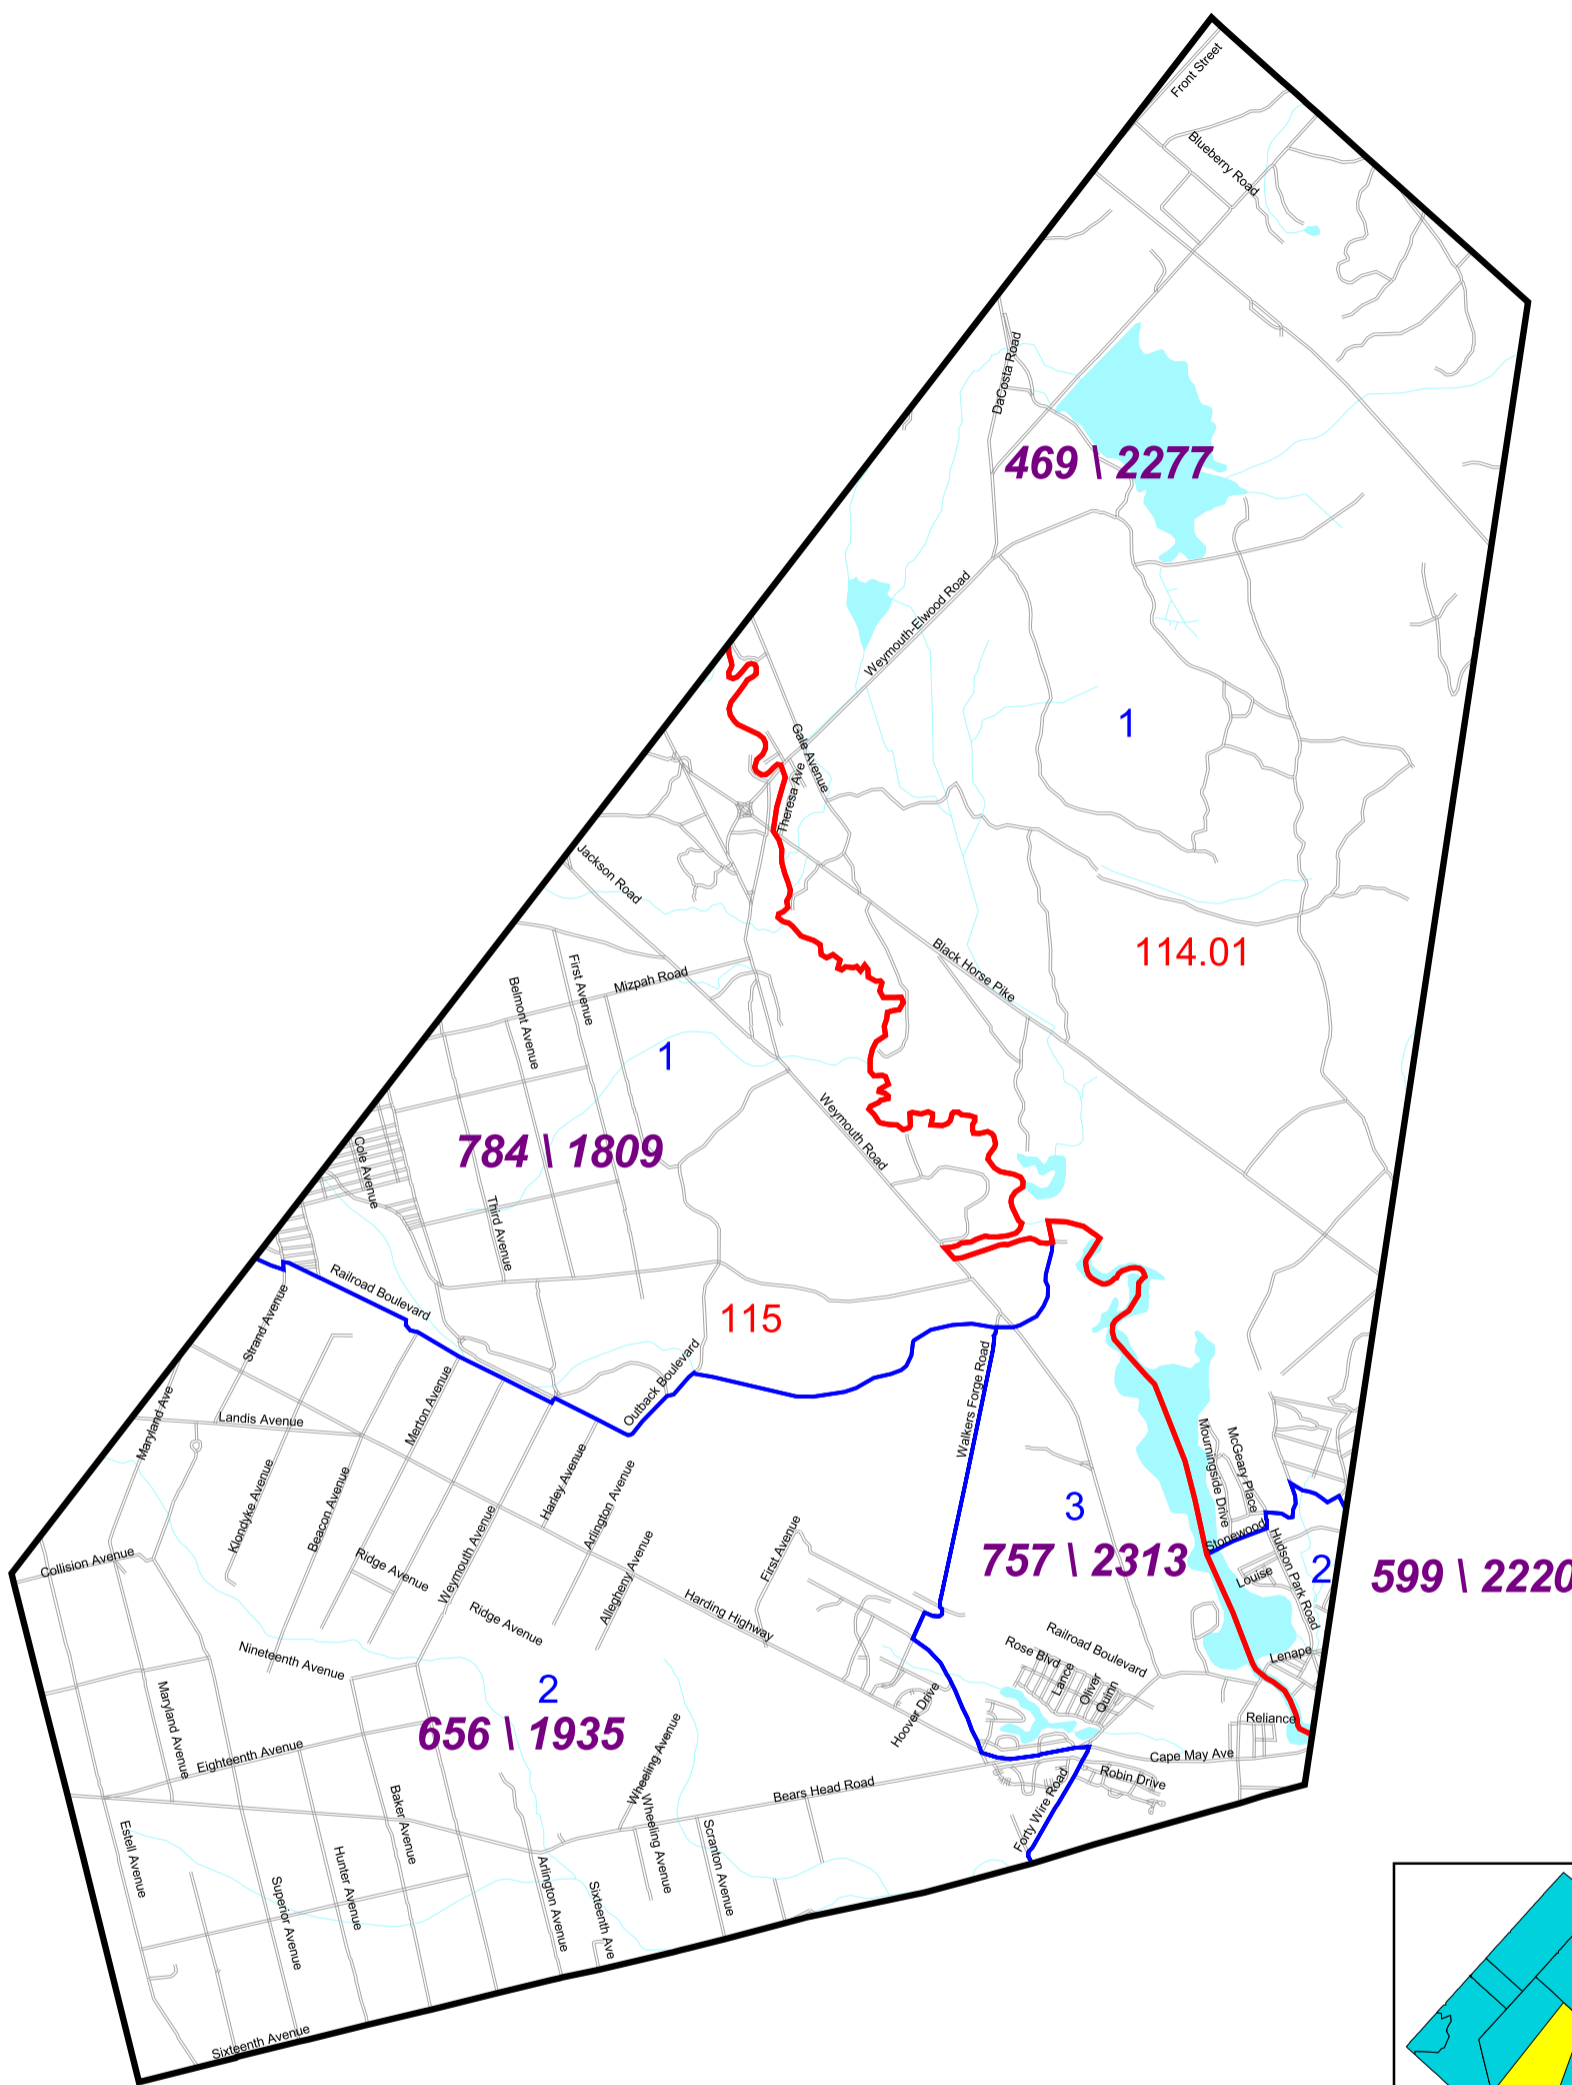 Front Street
Blueberry Road
DaCosta Road
469 \ 2277
Weymouth-Elwood Road
1
Gale Avenue
Theresa Ave
Jackson Road
Black Horse Pike
114.01
First Avenue
Mizpah Road
Belmont Avenue
1
Weymouth Road
784 \ 1809
Cole Avenue
Third Avenue
Railroad Boulevard
Strand Avenue
115
Outback Boulevard
Walkers Forge Road
Maryland Ave
Landis Avenue
Merton Avenue
Mourningside Drive
McGeary Place
Klondyke Avenue
Beacon Avenue
Harley Avenue
Arlington Avenue
3
Stonewood
Hudson Park Road
Collision Avenue
Ridge Avenue
Weymouth Avenue
Allegheny Avenue
First Avenue
757 \ 2313
Louise
2
599 \ 2220
Ridge Avenue
Harding Highway
Nineteenth Avenue
Rose Blvd
Railroad Boulevard
Lance
Oliver
Quinn
Lenape
2
656 \ 1935
Maryland Avenue
Hoover Drive
Reliance
Eighteenth Avenue
Wheeling Avenue
Cape May Ave
Bears Head Road
Robin Drive
Forty Wire Road
Baker Avenue
Wheeling Avenue
Scranton Avenue
Estell Avenue
Hunter Avenue
Superior Avenue
Arlington Avenue
Sixteenth Ave
Sixteenth Avenue